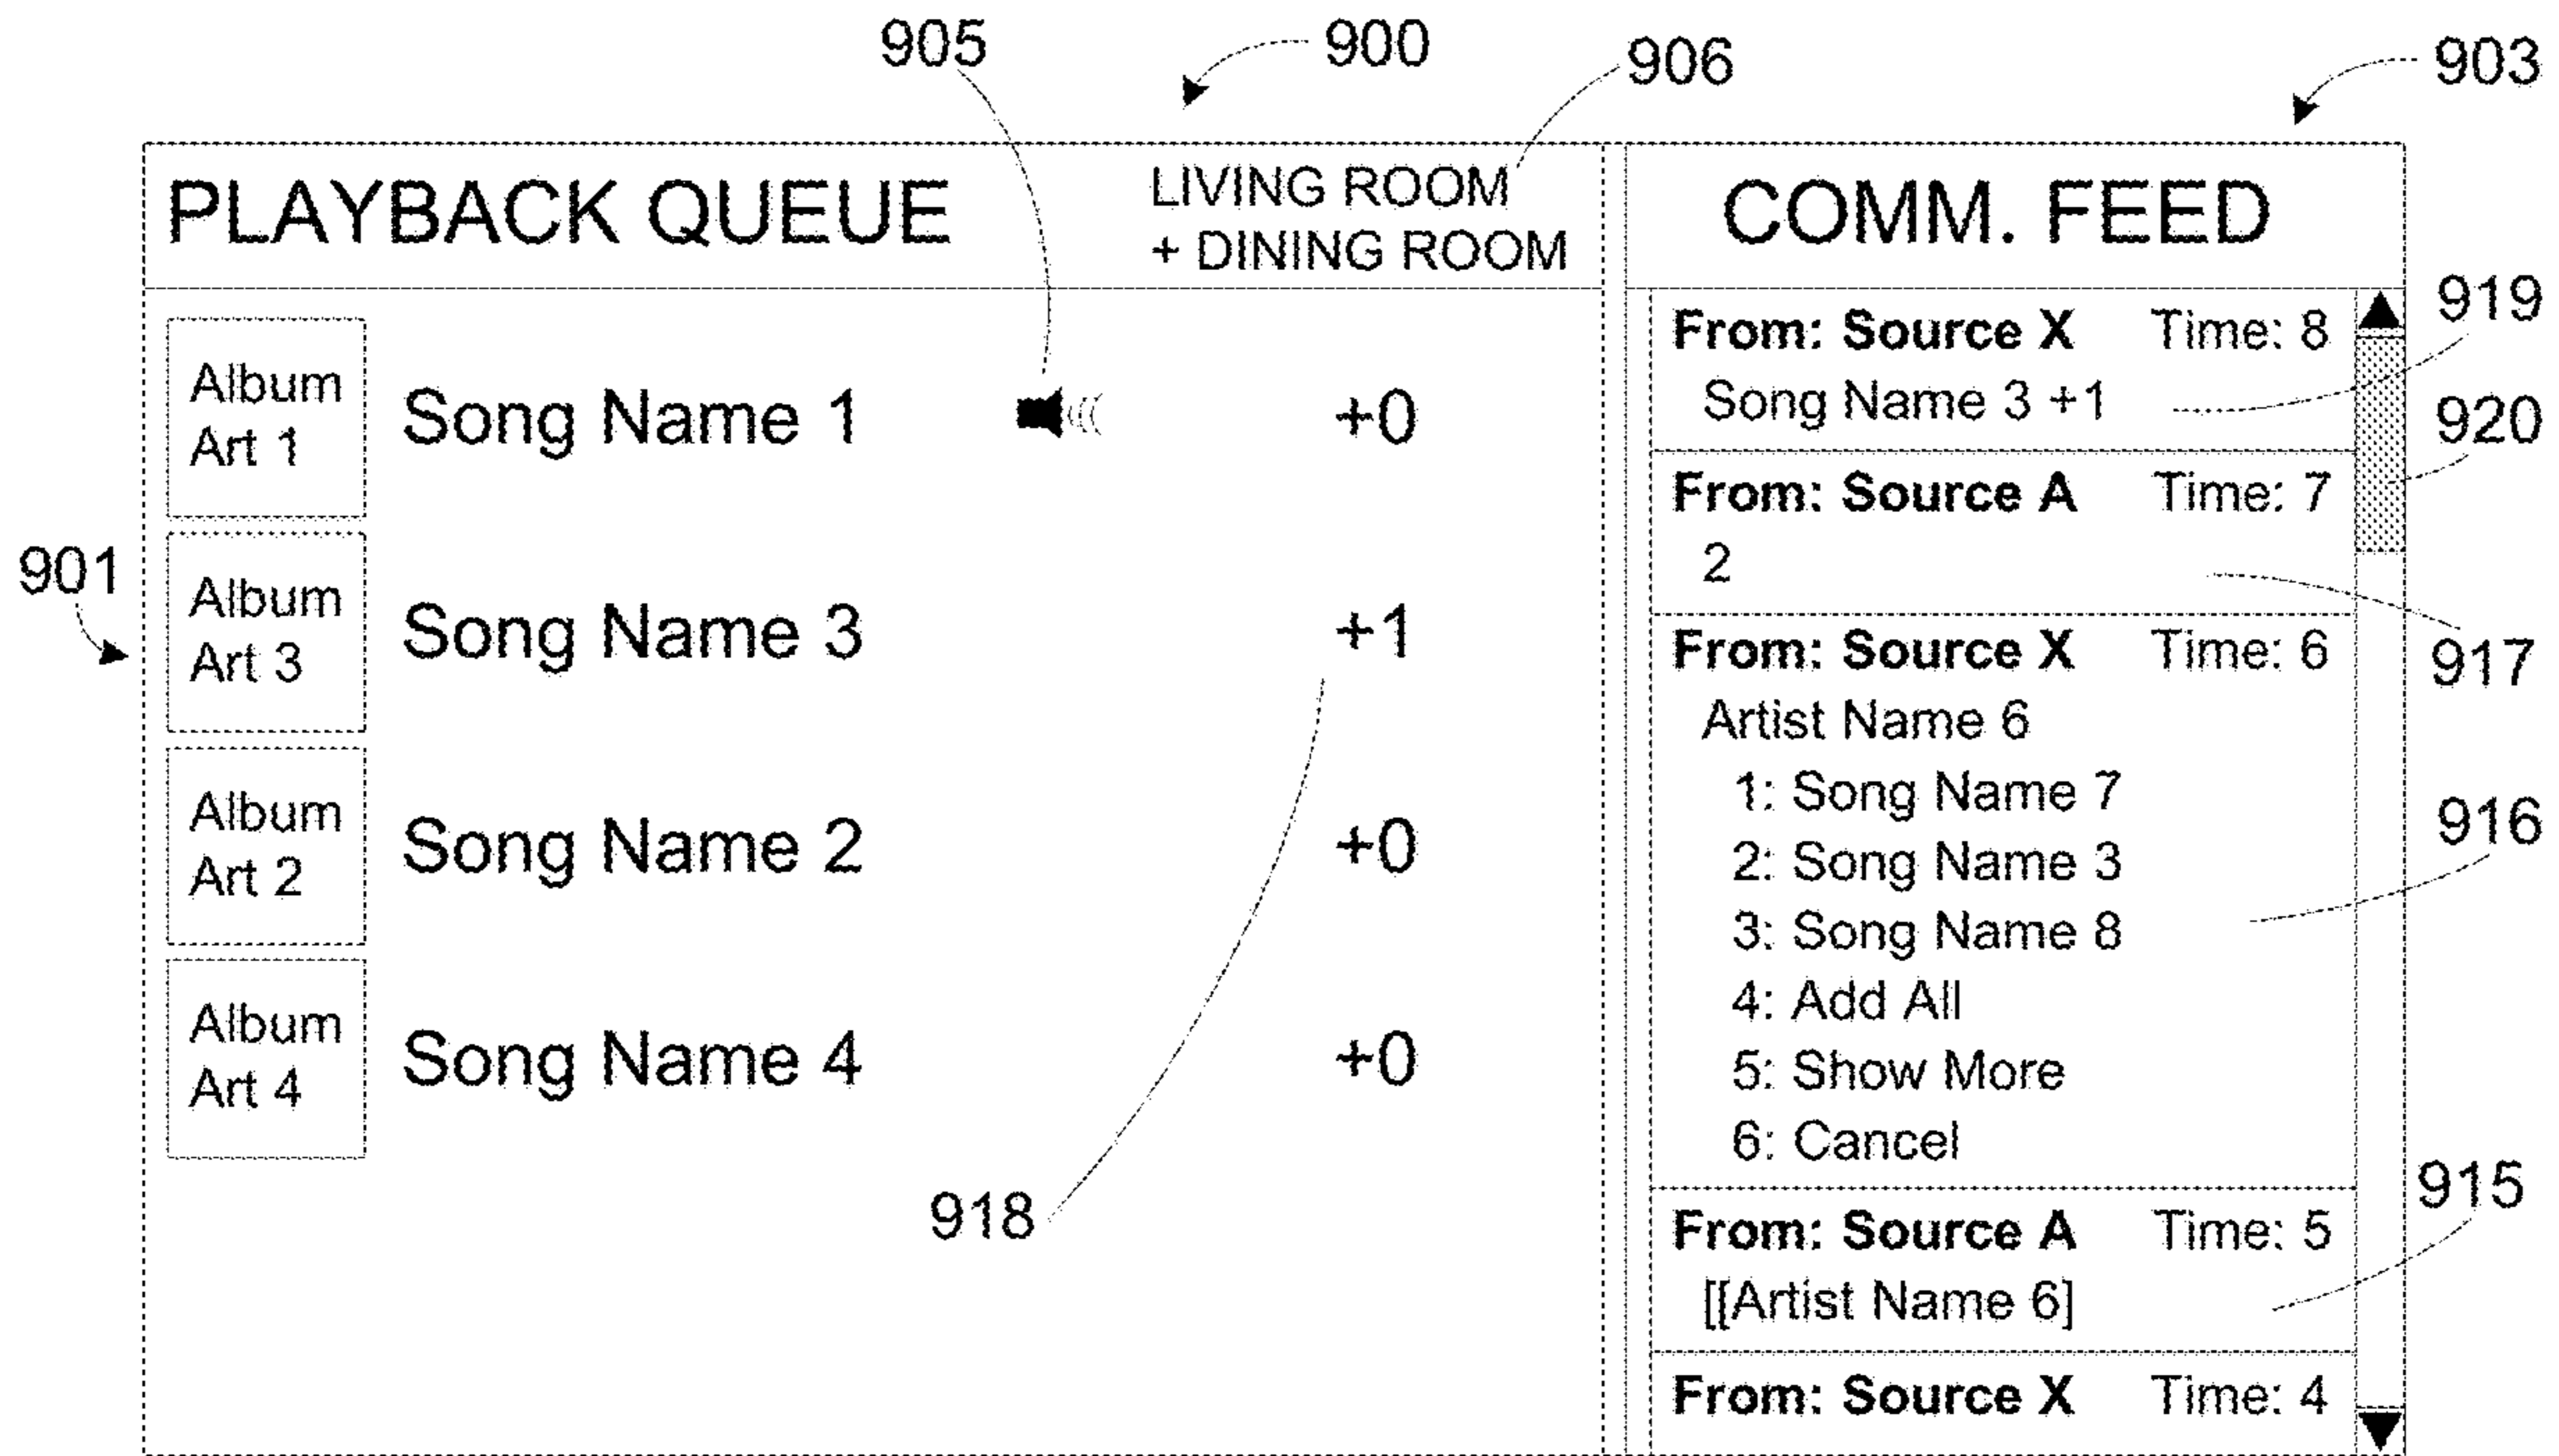 905
900
906
903
PLAYBACK QUEUE
LIVING ROOM
+ DINING ROOM
COMM. FEED
901
Album
Art 1
Song Name 1
+0
Album
Art 3
Song Name 3
+1
Album
Art 2
Song Name 2
+0
Album
Art 4
Song Name 4
+0
918
From: Source X Time: 8
Song Name 3 +1
919
920
From: Source A Time: 7
2
917
From: Source X Time: 6
Artist Name 6
1: Song Name 7
2: Song Name 3
3: Song Name 8
4: Add All
5: Show More
6: Cancel
916
From: Source A Time: 5
[[Artist Name 6]
915
From: Source X Time: 4